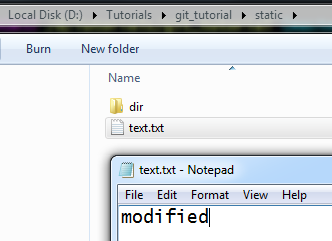 Local Disk (D:) Tutorials git_tutorial static
Burn New folder
Name
dir
text.txt
text.txt - Notepad
File Edit Format View Help
modified